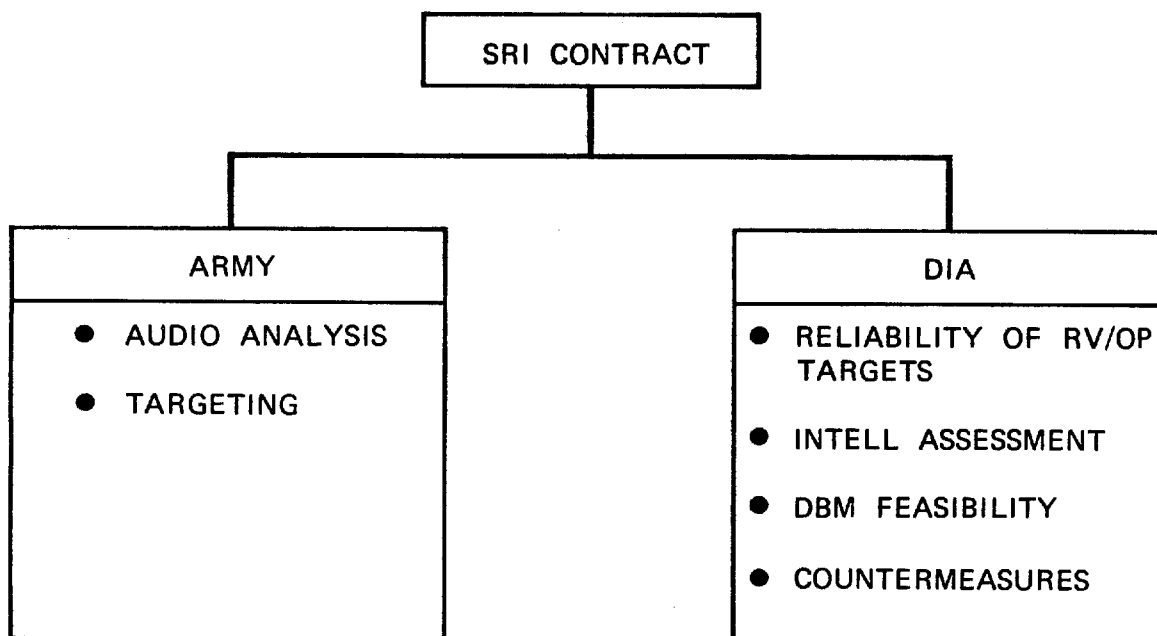 SRI CONTRACT
ARMY
● AUDIO ANALYSIS
● TARGETING
DIA
● RELIABILITY OF RV/OP
TARGETS
● INTELL ASSESSMENT
● DBM FEASIBILITY
● COUNTERMEASURES